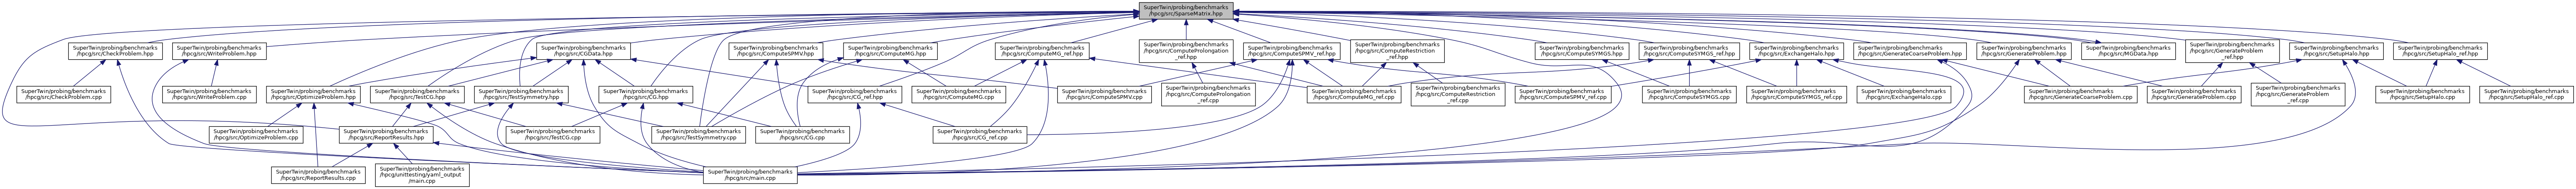 SuperTwin/probing/benchmarks
/hpcg/src/SparseMatrix.hpp
SuperTwin/probing/benchmarks
/hpcg/src/CheckProblem.hpp
SuperTwin/probing/benchmarks
/hpcg/src/WriteProblem.hpp
SuperTwin/probing/benchmarks
/hpcg/src/CGData.hpp
SuperTwin/probing/benchmarks
/hpcg/src/ComputeSPMV.hpp
SuperTwin/probing/benchmarks
/hpcg/src/ComputeMG.hpp
SuperTwin/probing/benchmarks
/hpcg/src/ComputeMG_ref.hpp
SuperTwin/probing/benchmarks
/hpcg/src/ComputeProlongation
_ref.hpp
SuperTwin/probing/benchmarks
/hpcg/src/ComputeSPMV_ref.hpp
SuperTwin/probing/benchmarks
/hpcg/src/ComputeRestriction
_ref.hpp
SuperTwin/probing/benchmarks
/hpcg/src/ComputeSYMGS.hpp
SuperTwin/probing/benchmarks
/hpcg/src/ComputeSYMGS_ref.hpp
SuperTwin/probing/benchmarks
/hpcg/src/ExchangeHalo.hpp
SuperTwin/probing/benchmarks
/hpcg/src/GenerateCoarseProblem.hpp
SuperTwin/probing/benchmarks
/hpcg/src/GenerateProblem.hpp
SuperTwin/probing/benchmarks
/hpcg/src/MGData.hpp
SuperTwin/probing/benchmarks
/hpcg/src/GenerateProblem
_ref.hpp
SuperTwin/probing/benchmarks
/hpcg/src/SetupHalo.hpp
SuperTwin/probing/benchmarks
/hpcg/src/SetupHalo_ref.hpp
SuperTwin/probing/benchmarks
/hpcg/src/CheckProblem.cpp
SuperTwin/probing/benchmarks
/hpcg/src/WriteProblem.cpp
SuperTwin/probing/benchmarks
/hpcg/src/OptimizeProblem.hpp
SuperTwin/probing/benchmarks
/hpcg/src/TestCG.hpp
SuperTwin/probing/benchmarks
/hpcg/src/TestSymmetry.hpp
SuperTwin/probing/benchmarks
/hpcg/src/CG.hpp
SuperTwin/probing/benchmarks
/hpcg/src/CG_ref.hpp
SuperTwin/probing/benchmarks
/hpcg/src/ComputeMG.cpp
SuperTwin/probing/benchmarks
/hpcg/src/ComputeSPMV.cpp
SuperTwin/probing/benchmarks
/hpcg/src/ComputeProlongation
_ref.cpp
SuperTwin/probing/benchmarks
/hpcg/src/ComputeMG_ref.cpp
SuperTwin/probing/benchmarks
/hpcg/src/ComputeRestriction
_ref.cpp
SuperTwin/probing/benchmarks
/hpcg/src/ComputeSPMV_ref.cpp
SuperTwin/probing/benchmarks
/hpcg/src/ComputeSYMGS.cpp
SuperTwin/probing/benchmarks
/hpcg/src/ComputeSYMGS_ref.cpp
SuperTwin/probing/benchmarks
/hpcg/src/ExchangeHalo.cpp
SuperTwin/probing/benchmarks
/hpcg/src/GenerateCoarseProblem.cpp
SuperTwin/probing/benchmarks
/hpcg/src/GenerateProblem.cpp
SuperTwin/probing/benchmarks
/hpcg/src/GenerateProblem
_ref.cpp
SuperTwin/probing/benchmarks
/hpcg/src/SetupHalo.cpp
SuperTwin/probing/benchmarks
/hpcg/src/SetupHalo_ref.cpp
SuperTwin/probing/benchmarks
/hpcg/src/OptimizeProblem.cpp
SuperTwin/probing/benchmarks
/hpcg/src/ReportResults.hpp
SuperTwin/probing/benchmarks
/hpcg/src/TestCG.cpp
SuperTwin/probing/benchmarks
/hpcg/src/TestSymmetry.cpp
SuperTwin/probing/benchmarks
/hpcg/src/CG.cpp
SuperTwin/probing/benchmarks
/hpcg/src/CG_ref.cpp
SuperTwin/probing/benchmarks
/hpcg/src/ReportResults.cpp
SuperTwin/probing/benchmarks
/hpcg/unittesting/yaml_output
/main.cpp
SuperTwin/probing/benchmarks
/hpcg/src/main.cpp